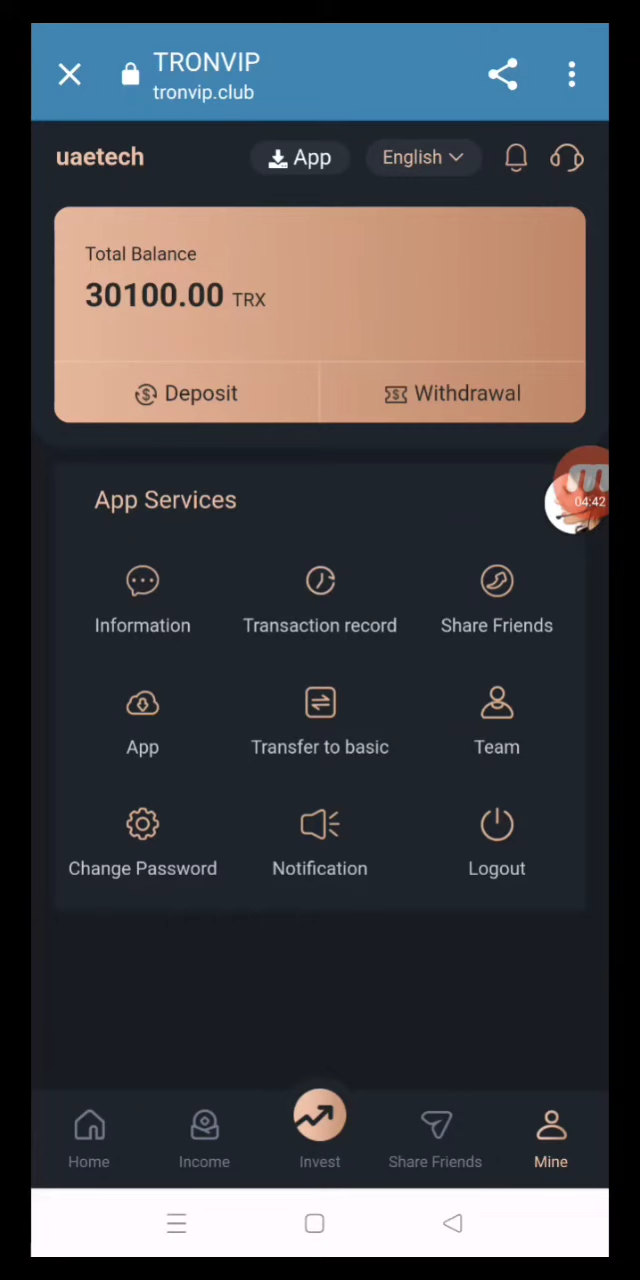 TRONVIP
tronvip.club
uaetech
App
English
Total Balance
30100.00 TRX
Deposit
Withdrawal
App Services
04:42
Information
Transaction record
Share Friends
App
Transfer to basic
Team
Change Password
Notification
Logout
Home
Income
Invest
Share Friends
Mine